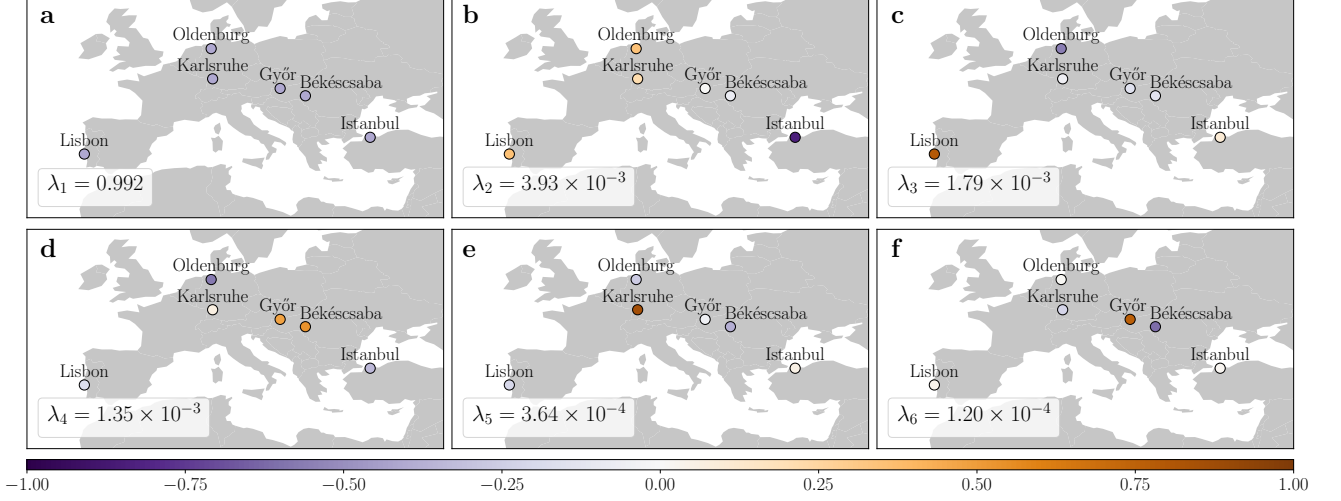 a
Oldenburg
Karlsruhe
Győr
Békéscsaba
Istanbul
Lisbon
λ₁ = 0.992
b
Oldenburg
Karlsruhe
Győr
Békéscsaba
Istanbul
Lisbon
λ₂ = 3.93 × 10⁻³
c
Oldenburg
Karlsruhe
Győr
Békéscsaba
Istanbul
Lisbon
λ₃ = 1.79 × 10⁻³
d
Oldenburg
Karlsruhe
Győr
Békéscsaba
Istanbul
Lisbon
λ₄ = 1.35 × 10⁻³
e
Oldenburg
Karlsruhe
Győr
Békéscsaba
Istanbul
Lisbon
λ₅ = 3.64 × 10⁻⁴
f
Oldenburg
Karlsruhe
Győr
Békéscsaba
Istanbul
Lisbon
λ₆ = 1.20 × 10⁻⁴
−1.00 −0.75 −0.50 −0.25 0.00 0.25 0.50 0.75 1.00